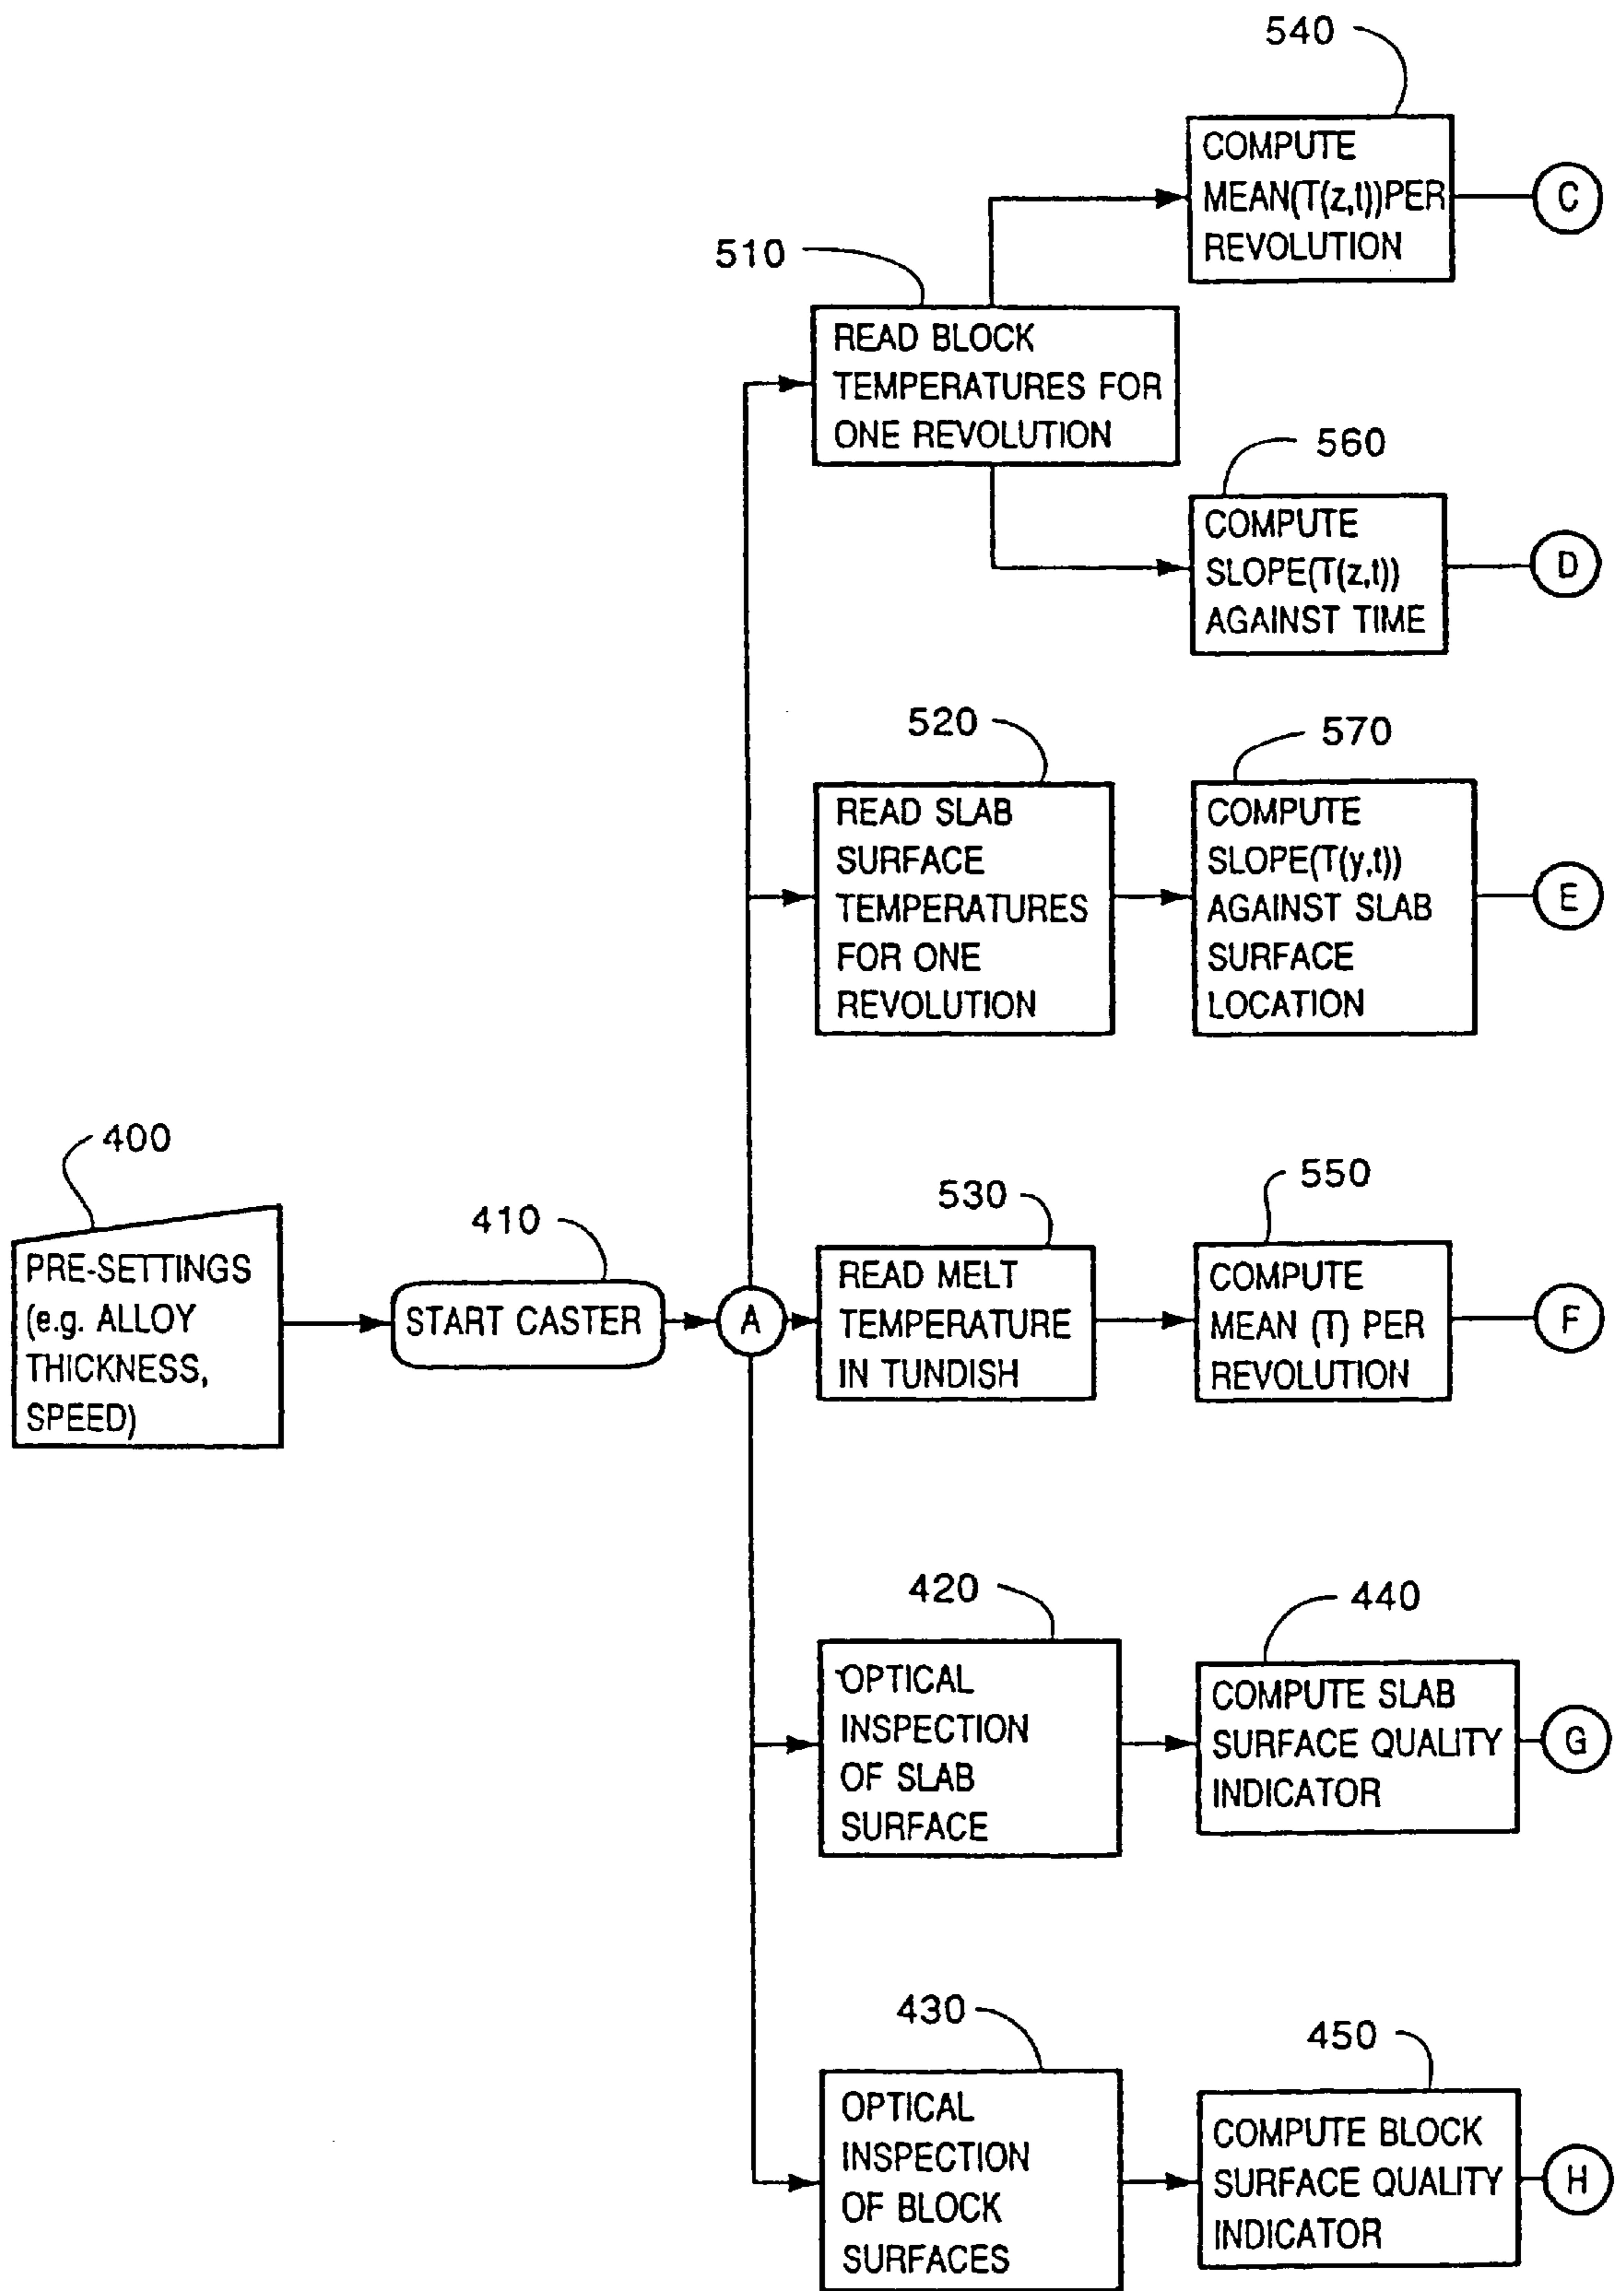 540
COMPUTE
MEAN(T(z,t))PER
REVOLUTION
C
510
READ BLOCK
TEMPERATURES FOR
ONE REVOLUTION
560
COMPUTE
SLOPE(T(z,t))
AGAINST TIME
D
520
READ SLAB
SURFACE
TEMPERATURES
FOR ONE
REVOLUTION
570
COMPUTE
SLOPE(T(y,t))
AGAINST SLAB
SURFACE
LOCATION
E
400
PRE-SETTINGS
(e.g. ALLOY
THICKNESS,
SPEED)
410
START CASTER
A
530
READ MELT
TEMPERATURE
IN TUNDISH
550
COMPUTE
MEAN (T) PER
REVOLUTION
F
420
OPTICAL
INSPECTION
OF SLAB
SURFACE
440
COMPUTE SLAB
SURFACE QUALITY
INDICATOR
G
430
OPTICAL
INSPECTION
OF BLOCK
SURFACES
450
COMPUTE BLOCK
SURFACE QUALITY
INDICATOR
H